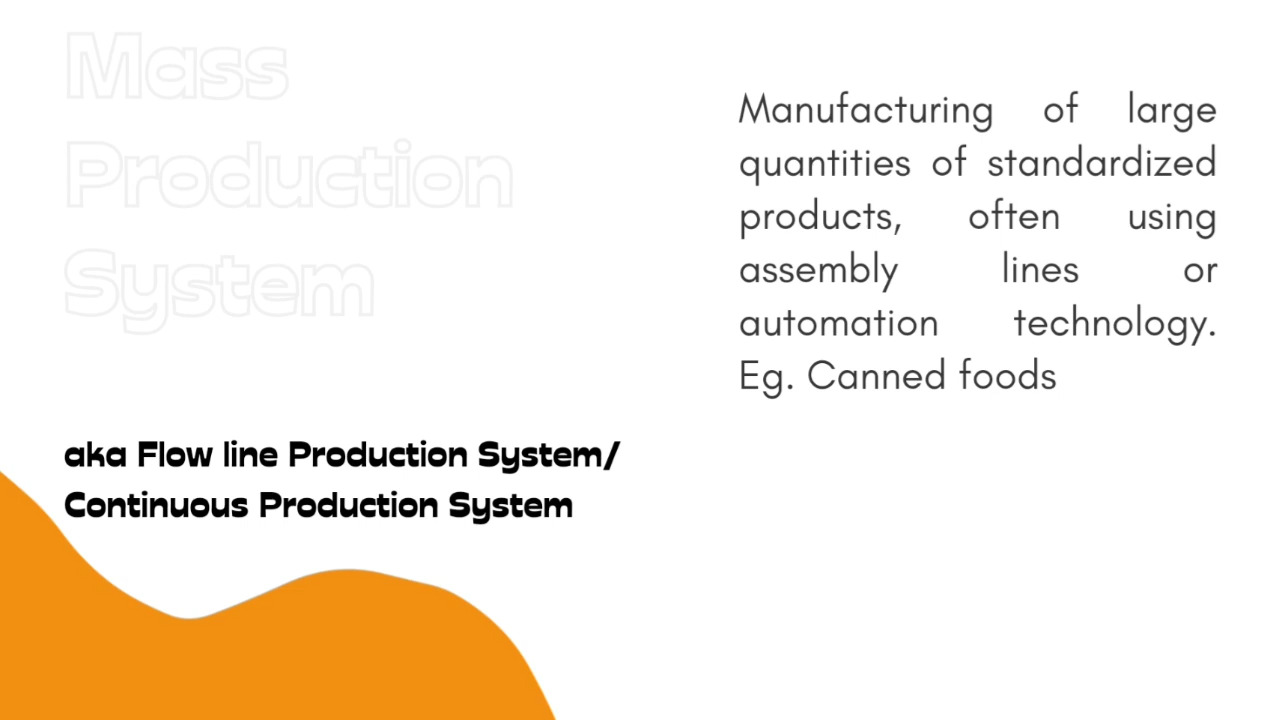 Mass
Production
System
aka Flow line Production System/
Continuous Production System
Manufacturing of large
quantities of standardized
products, often using
assembly lines or
automation technology.
Eg. Canned foods